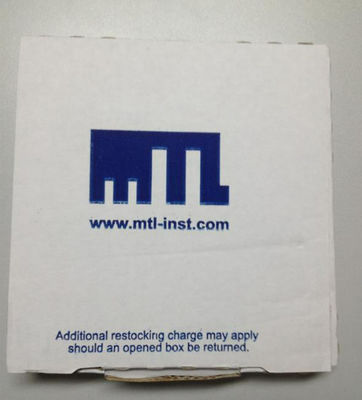 mTL
www.mtl-inst.com
Additional restocking charge may apply
should an opened box be returned.